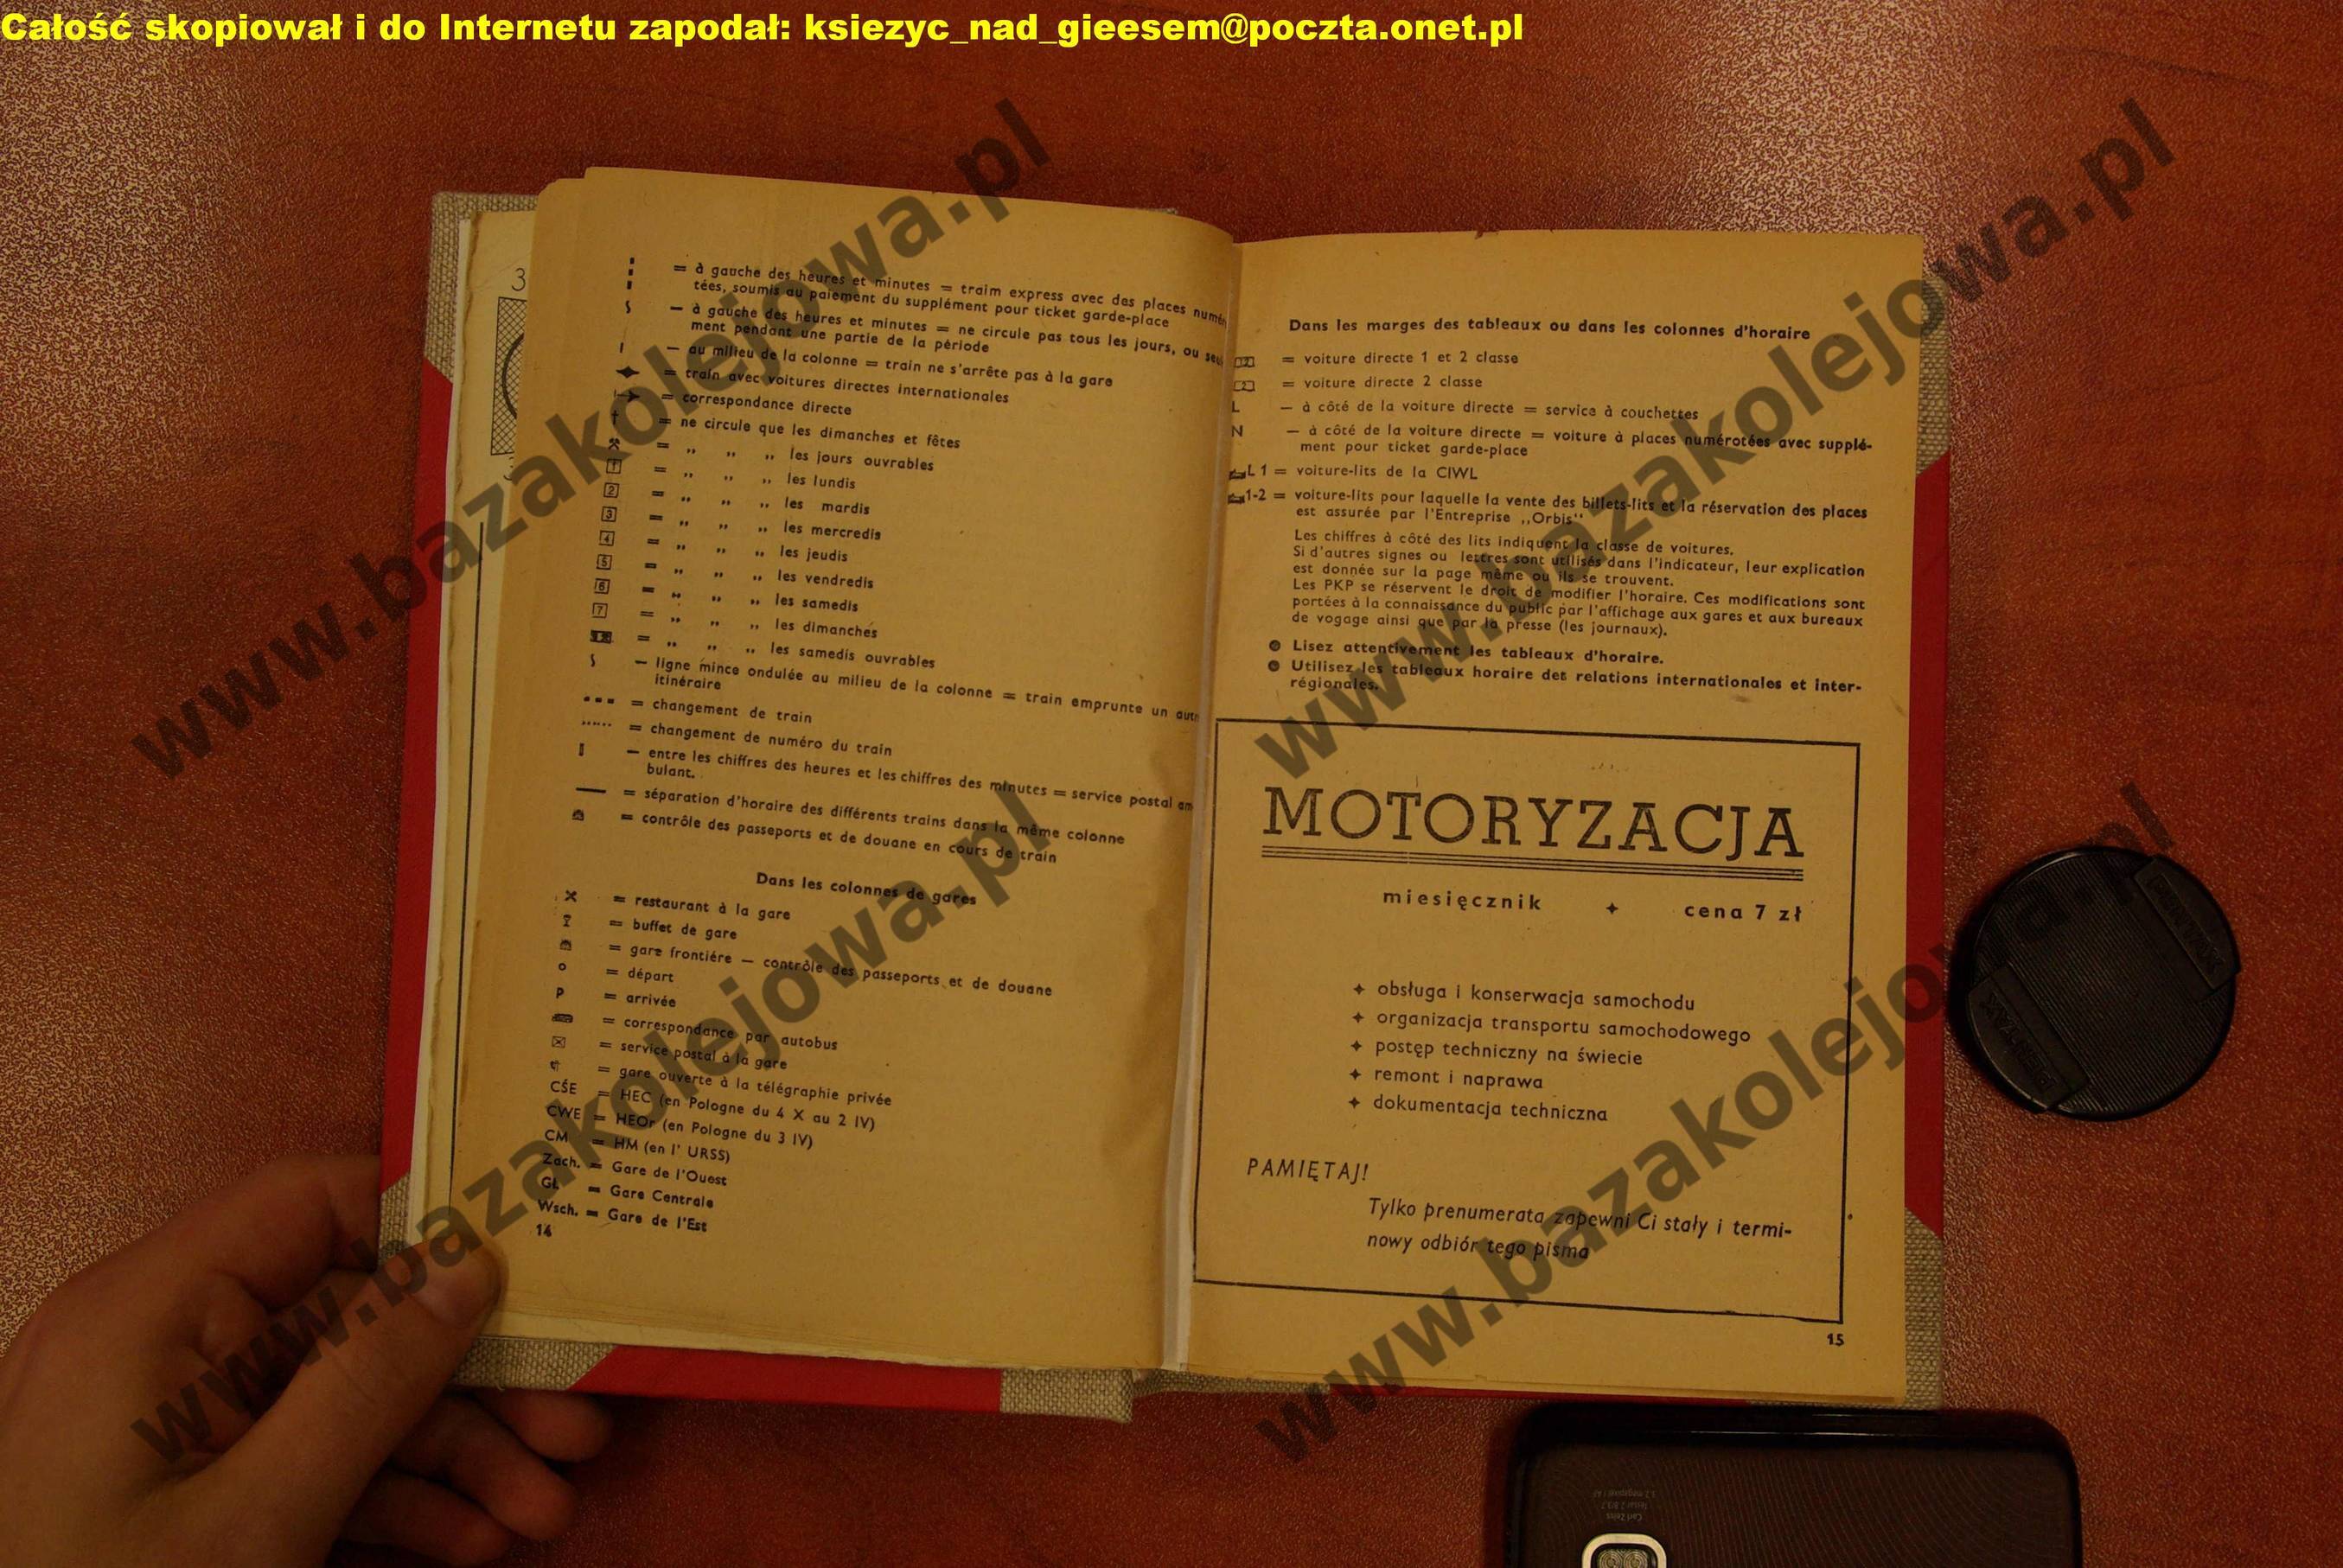 Całość skopiował i do Internetu zapodał: ksiezyc_nad_gieesem@poczta.onet.pl
www.bazakolejowa.pl
www.bazakolejowa.pl
www.bazakolejowa.pl
www.bazakolejowa.pl
3
= à gauche des heures et minutes = traim express avec des places numér
tées, soumis au paiement du supplément pour ticket garde-place
— à gauche des heures et minutes = ne circule pas tous les jours, ou seul
ment pendant une partie de la période
— au milieu de la colonne = train ne s'arrête pas à la gare
= train avec voitures directes internationales
= correspondance directe
† = ne circule que les dimanches et fêtes
= „ „ „ les jours ouvrables
1 = „ „ „ les lundis
2 = „ „ „ les mardis
3 = „ „ „ les mercredis
4 = „ „ „ les jeudis
5 = „ „ „ les vendredis
6 = „ „ „ les samedis
7 = „ „ „ les dimanches
= „ „ „ les samedis ouvrables
— ligne mince ondulée au milieu de la colonne = train emprunte un autr
itinéraire
= changement de train
...... = changement de numéro du train
— entre les chiffres des heures et les chiffres des minutes = service postal am
bulant.
= séparation d'horaire des différents trains dans la même colonne
= contrôle des passeports et de douane en cours de train
Dans les colonnes de gares
= restaurant à la gare
= buffet de gare
= gare frontiére — contrôle des passeports et de douane
o = départ
P = arrivée
= correspondance par autobus
= service postal à la gare
= gare ouverte à la télégraphie privée
CŚE = HEC (en Pologne du 4 X au 2 IV)
CWE = HEOr (en Pologne du 3 IV)
CM = HM (en l' URSS)
Zach. = Gare de l'Ouest
Gł. = Gare Centrale
Wsch. = Gare de l'Est
14
Dans les marges des tableaux ou dans les colonnes d'horaire
= voiture directe 1 et 2 classe
2 = voiture directe 2 classe
L — à côté de la voiture directe = service à couchettes
N — à côté de la voiture directe = voiture à places numérotées avec supplé-
ment pour ticket garde-place
L 1 = voiture-lits de la CIWL
1-2 = voiture-lits pour laquelle la vente des billets-lits et la réservation des places
est assurée par l'Entreprise „Orbis"
Les chiffres à côté des lits indiquent la classe de voitures.
Si d'autres signes ou lettres sont utilisés dans l'indicateur, leur explication
est donnée sur la page même ou ils se trouvent.
Les PKP se réservent le droit de modifier l'horaire. Ces modifications sont
portées à la connaissance du public par l'affichage aux gares et aux bureaux
de vogage ainsi que par la presse (les journaux).
Lisez attentivement les tableaux d'horaire.
Utilisez les tableaux horaire des relations internationales et inter-
régionales.
MOTORYZACJA
miesięcznik ✦ cena 7 zł
✦ obsługa i konserwacja samochodu
✦ organizacja transportu samochodowego
✦ postęp techniczny na świecie
✦ remont i naprawa
✦ dokumentacja techniczna
PAMIĘTAJ!
Tylko prenumerata zapewni Ci stały i termi-
nowy odbiór tego pisma
15
PENTAX
Carl Zeiss